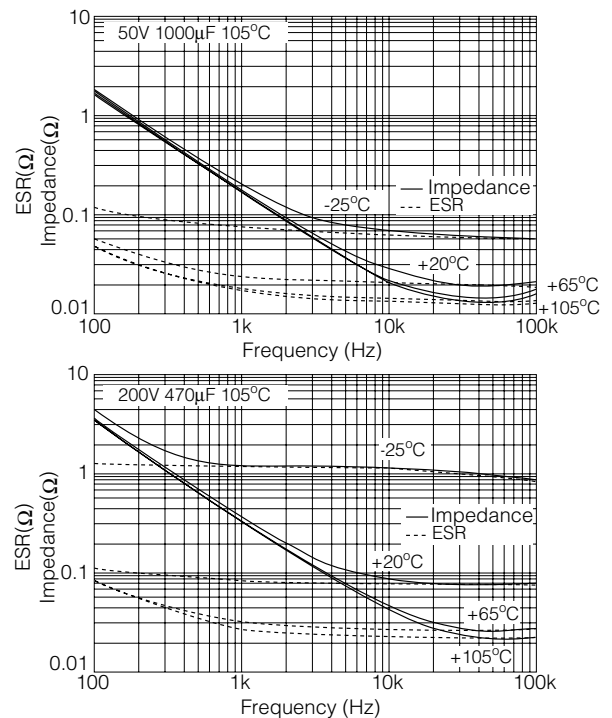 10
50V 1000µF 105°C
1
ESR(Ω)
Impedance(Ω)
-25°C
Impedance
ESR
0.1
+20°C
+65°C
+105°C
0.01
100
1k
10k
100k
Frequency (Hz)
10
200V 470µF 105°C
-25°C
1
ESR(Ω)
Impedance(Ω)
Impedance
ESR
+20°C
0.1
+65°C
+105°C
0.01
100
1k
10k
100k
Frequency (Hz)